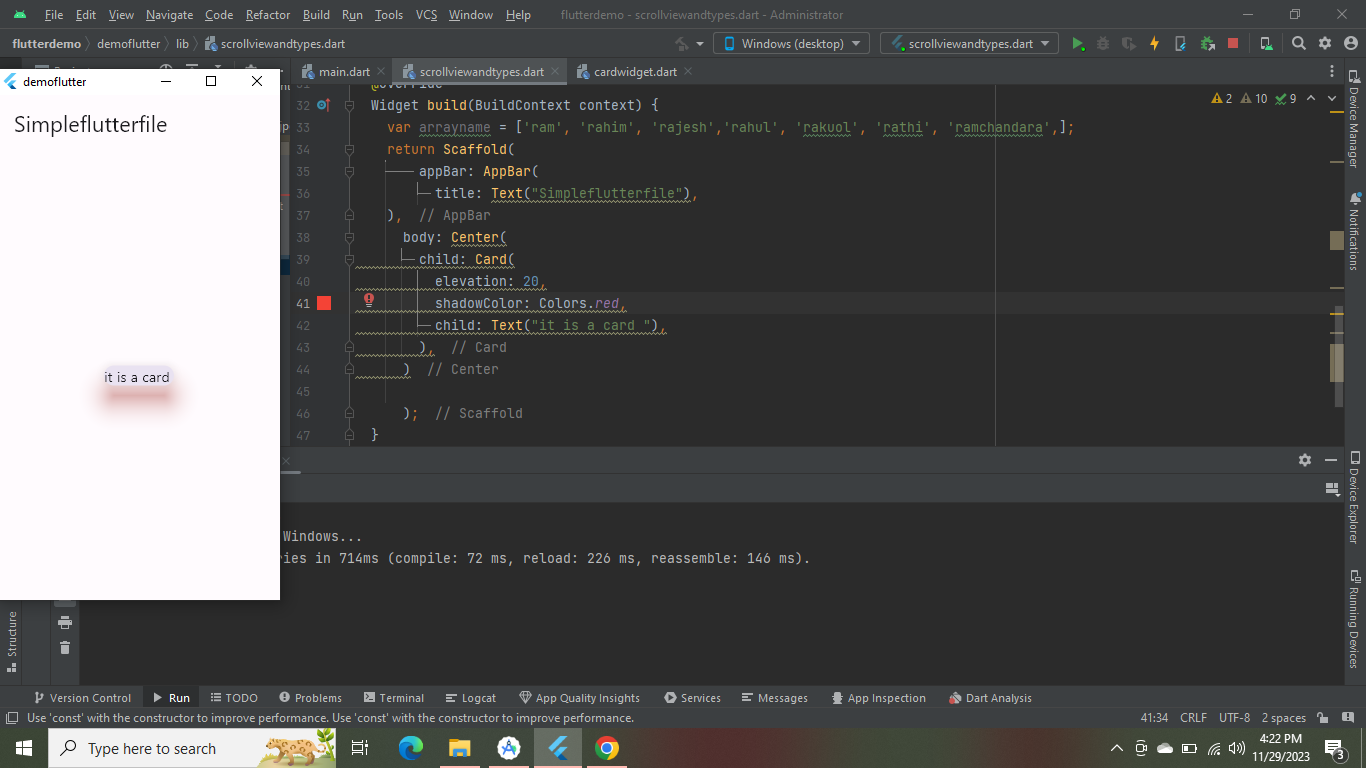 File Edit View Navigate Code Refactor Build Run Tools VCS Window Help flutterdemo - scrollviewandtypes.dart - Administrator
flutterdemo demoflutter lib scrollviewandtypes.dart Windows (desktop) scrollviewandtypes.dart
main.dart scrollviewandtypes.dart cardwidget.dart
demoflutter
Simpleflutterfile
it is a card
31 @override
32 Widget build(BuildContext context) {
33 var arrayname = ['ram', 'rahim', 'rajesh','rahul', 'rakuol', 'rathi', 'ramchandara',];
34 return Scaffold(
35 appBar: AppBar(
36 title: Text("Simpleflutterfile"),
37 ), // AppBar
38 body: Center(
39 child: Card(
40 elevation: 20,
41 shadowColor: Colors.red,
42 child: Text("it is a card "),
43 ), // Card
44 ) // Center
45
46 ); // Scaffold
47 }
2 10 9
Device Manager
Notifications
Device Explorer
Running Devices
Windows...
ries in 714ms (compile: 72 ms, reload: 226 ms, reassemble: 146 ms).
Structure
Version Control Run TODO Problems Terminal Logcat App Quality Insights Services Messages App Inspection Dart Analysis
Use 'const' with the constructor to improve performance. Use 'const' with the constructor to improve performance. 41:34 CRLF UTF-8 2 spaces
Type here to search
4:22 PM
11/29/2023
3